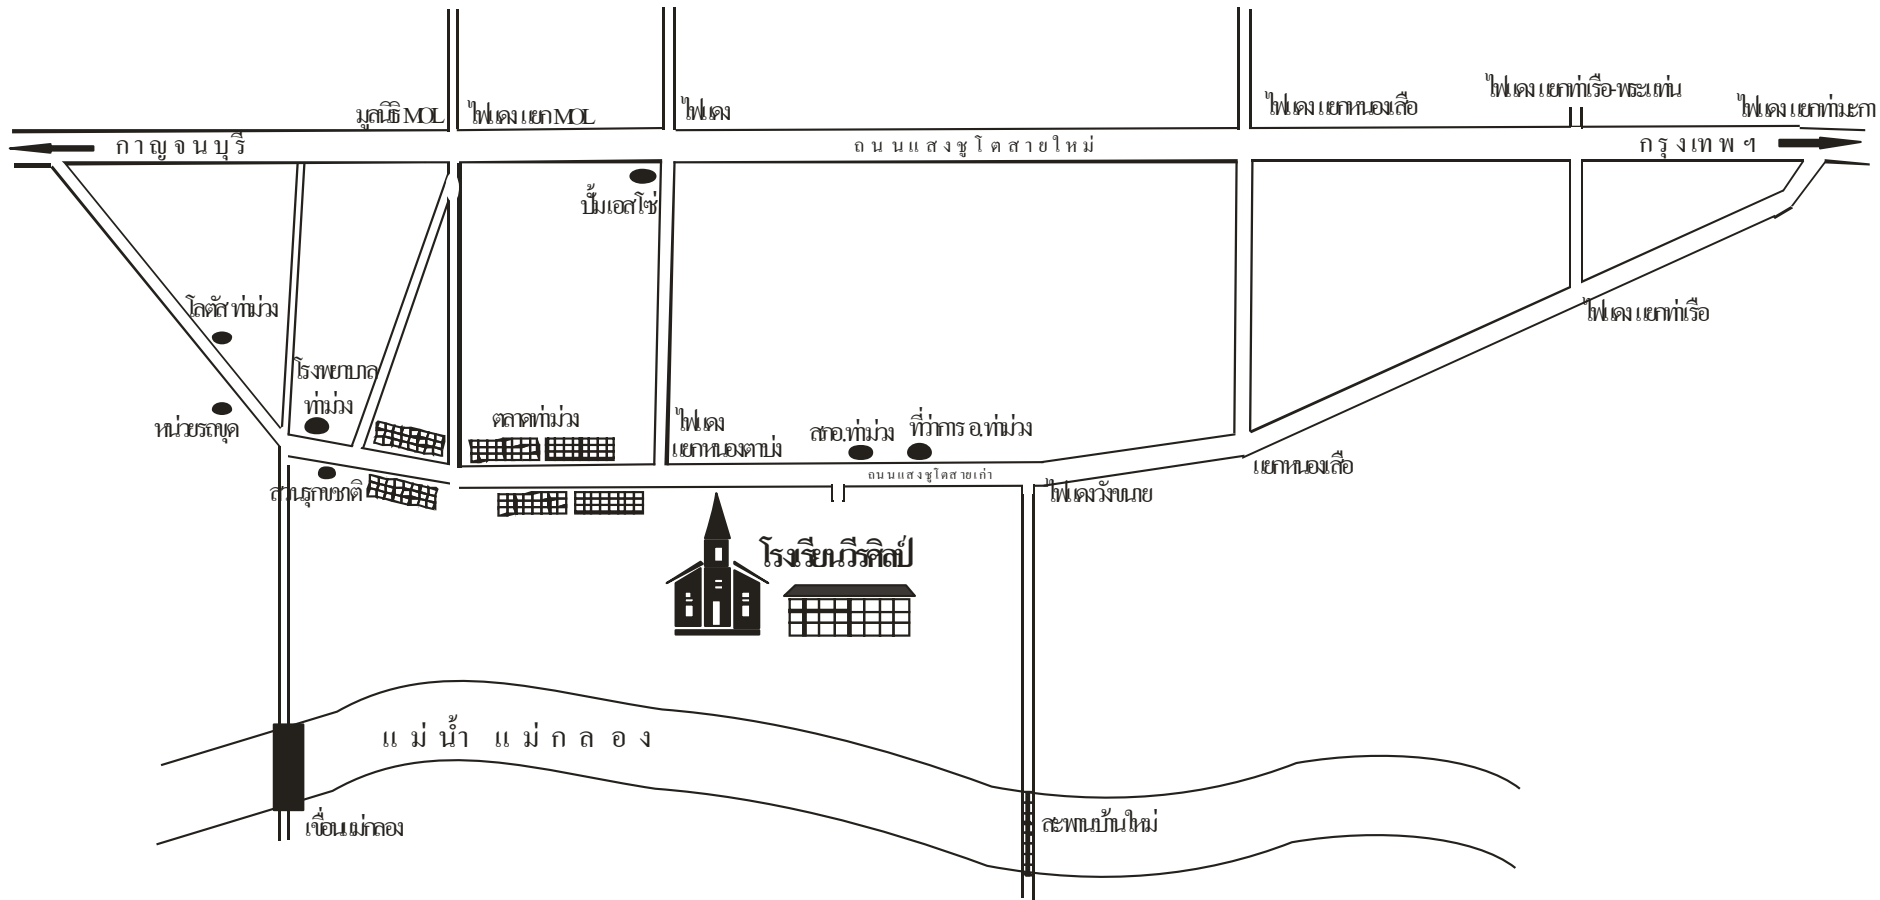 ไฟแดง แยกท่าเรือ-พระแท่น
มูลนิธิ MOL
ไฟแดง แยก MOL
ไฟแดง
ไฟแดง แยกหนองเสือ
ไฟแดง แยกท่ามะกา
กาญจนบุรี
ถนนแสงชูโตสายใหม่
กรุงเทพฯ
ปั้มเอสโซ่
โลตัส ท่าม่วง
ไฟแดง แยกท่าเรือ
โรงพยาบาล
ท่าม่วง
หน่วยรถขุด
ตลาดท่าม่วง
ไฟแดง
แยกหนองตาบ่ง
สภอ.ท่าม่วง
ที่ว่าการ อ.ท่าม่วง
แยกหนองเสือ
ถนนแสงชูโตสายเก่า
สวนรุกขชาติ
ไฟแดงวังขนาย
โรงเรียนวีรศิลป์
แม่น้ำ แม่กลอง
เขื่อนแม่กลอง
สะพานบ้านใหม่